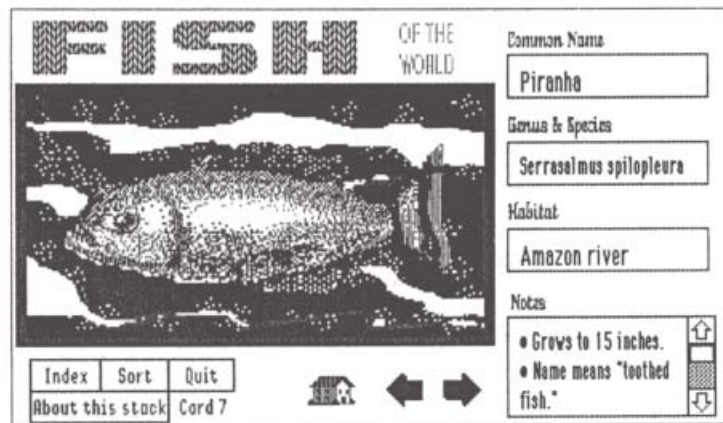 FISH
OF THE
WORLD
Common Name
Piranha
Genus & Species
Serrasalmus spilopleura
Habitat
Amazon river
Notes
• Grows to 15 inches.
• Name means "toothed
fish."
Index Sort Quit
About this stack Card 7